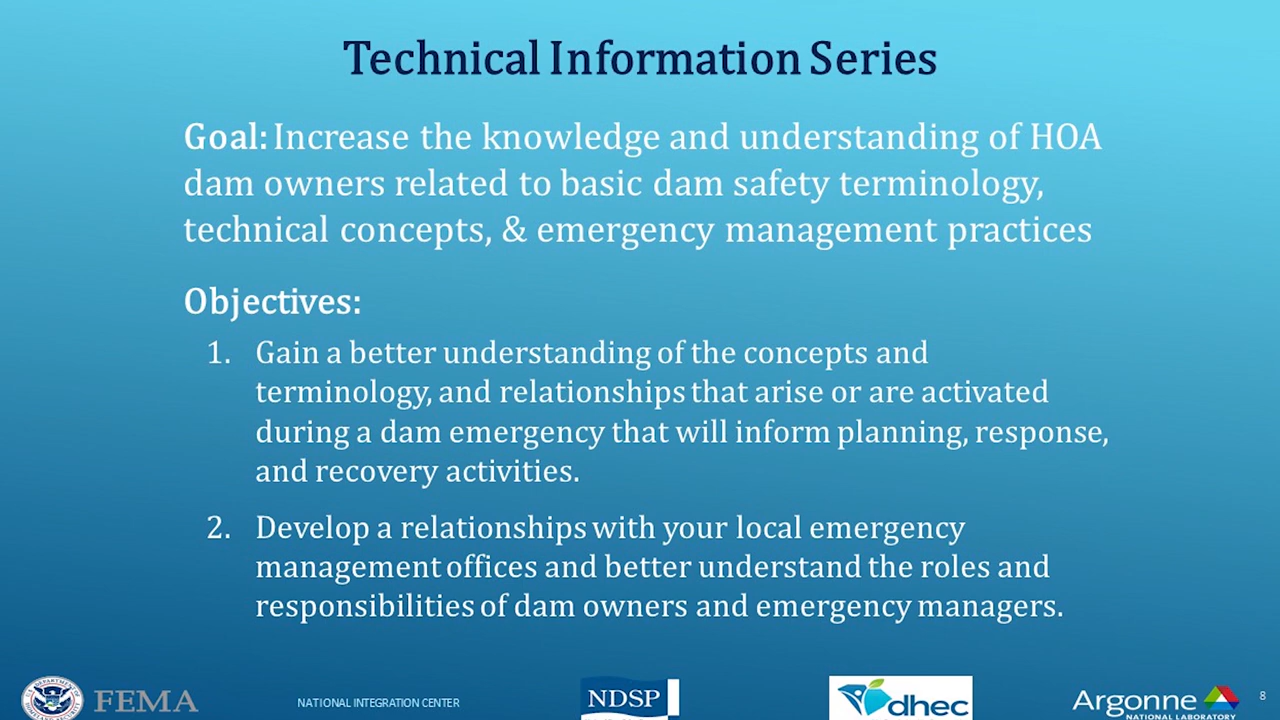 Technical Information Series
Goal: Increase the knowledge and understanding of HOA
dam owners related to basic dam safety terminology,
technical concepts, & emergency management practices
Objectives:
1. Gain a better understanding of the concepts and
terminology, and relationships that arise or are activated
during a dam emergency that will inform planning, response,
and recovery activities.
2. Develop a relationships with your local emergency
management offices and better understand the roles and
responsibilities of dam owners and emergency managers.
FEMA
NATIONAL INTEGRATION CENTER
NDSP
dhec
Argonne
NATIONAL LABORATORY
8